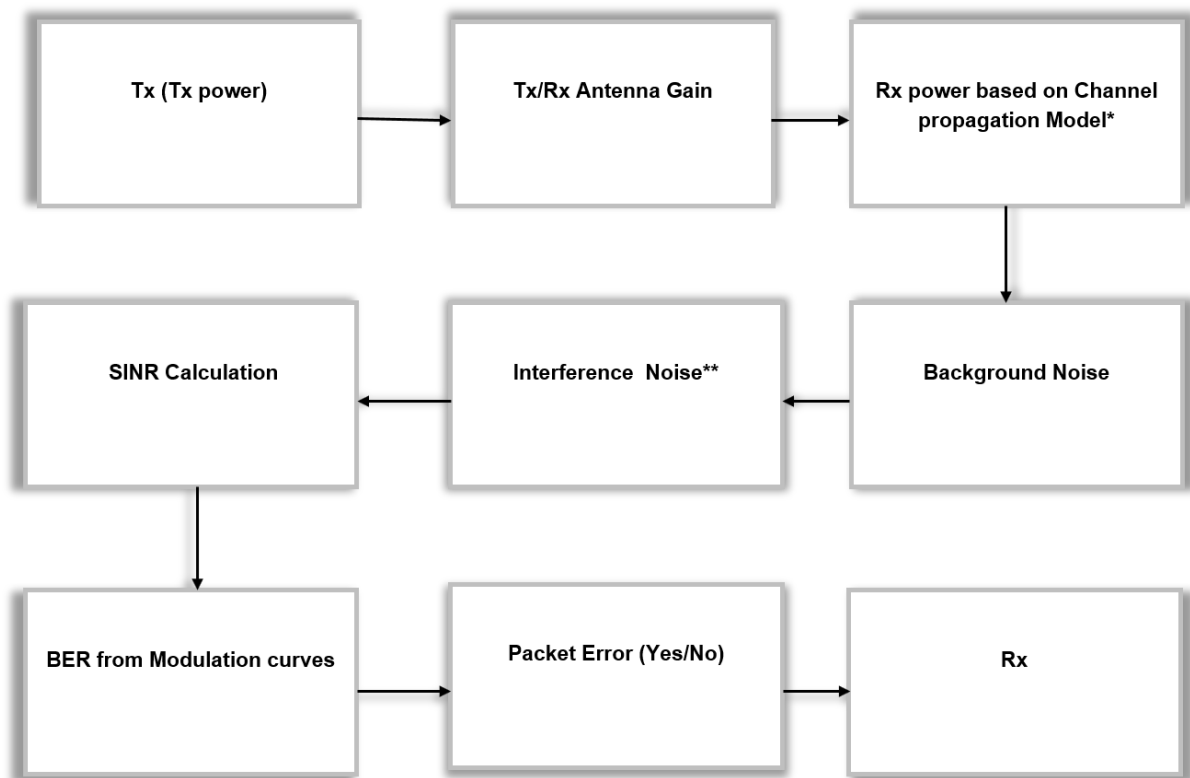 Tx (Tx power)
Tx/Rx Antenna Gain
Rx power based on Channel
propagation Model*
SINR Calculation
Interference  Noise**
Background Noise
BER from Modulation curves
Packet Error (Yes/No)
Rx